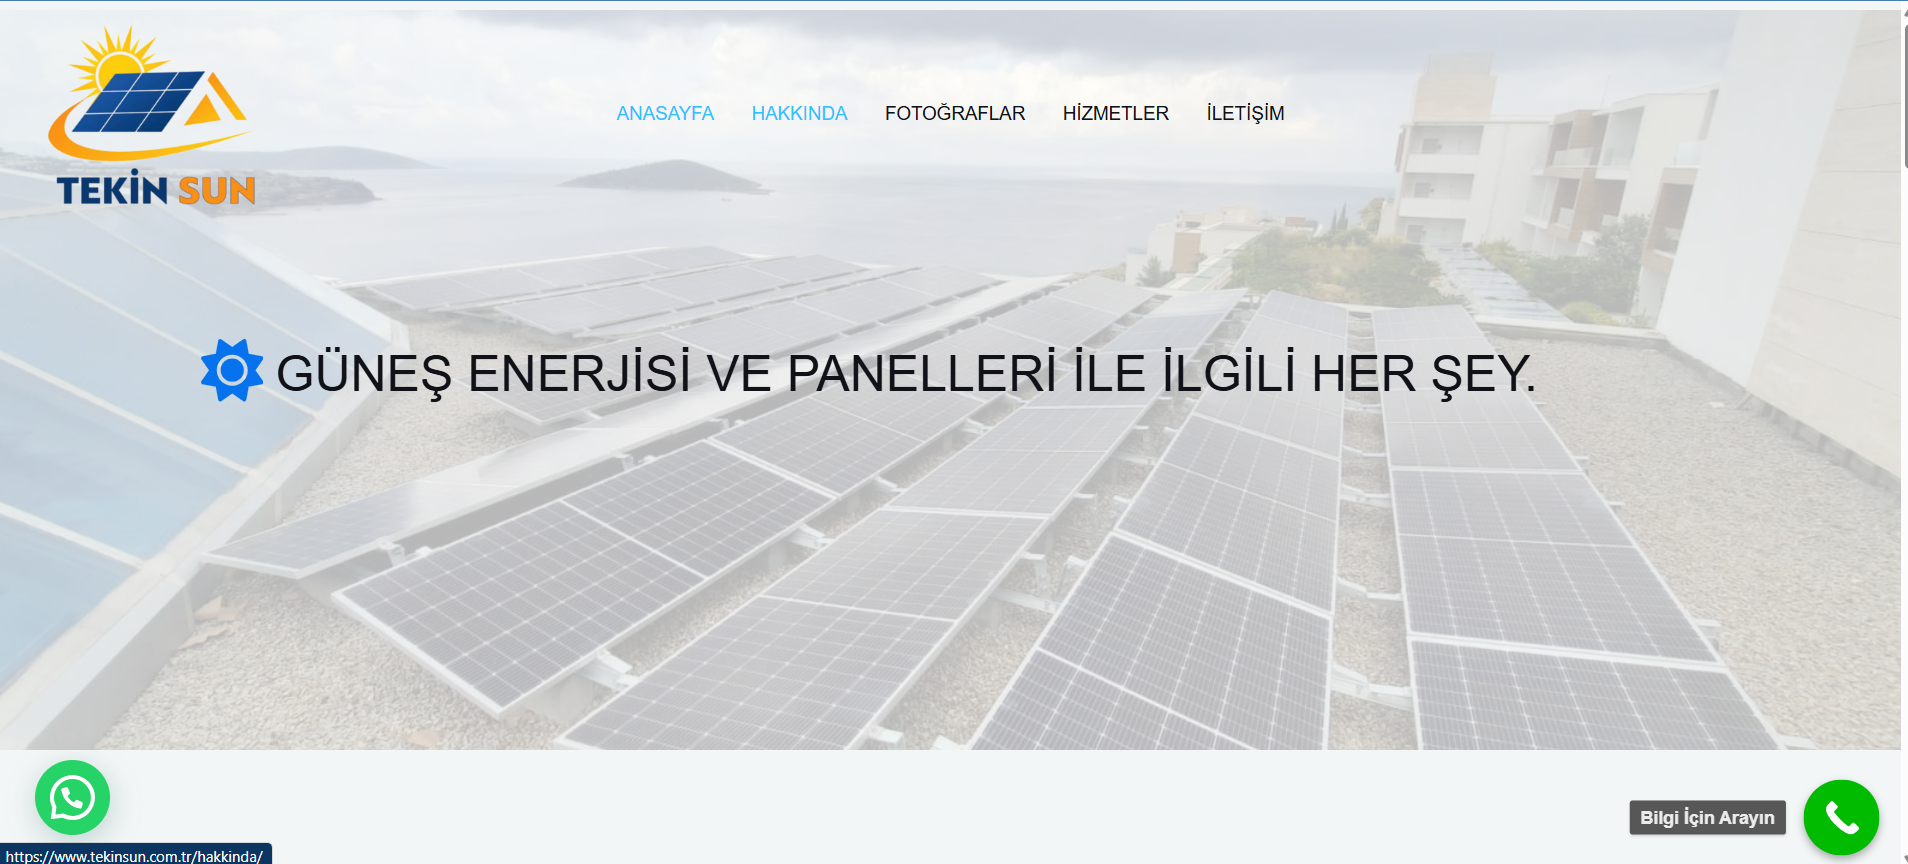 ANASAYFA HAKKINDA FOTOĞRAFLAR HİZMETLER İLETİŞİM
TEKİN SUN
GÜNEŞ ENERJİSİ VE PANELLERİ İLE İLGİLİ HER ŞEY.
Bilgi İçin Arayın
https://www.tekinsun.com.tr/hakkinda/